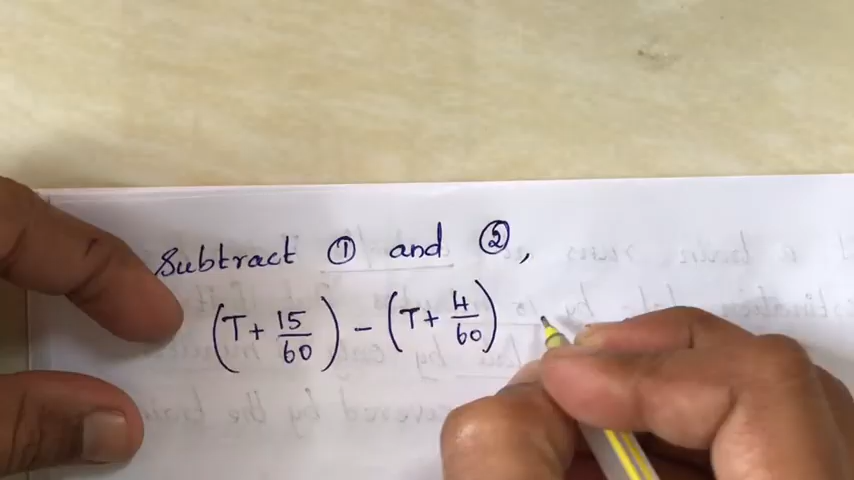 Subtract ① and ②,
(T + 15/60) - (T + 4/60)